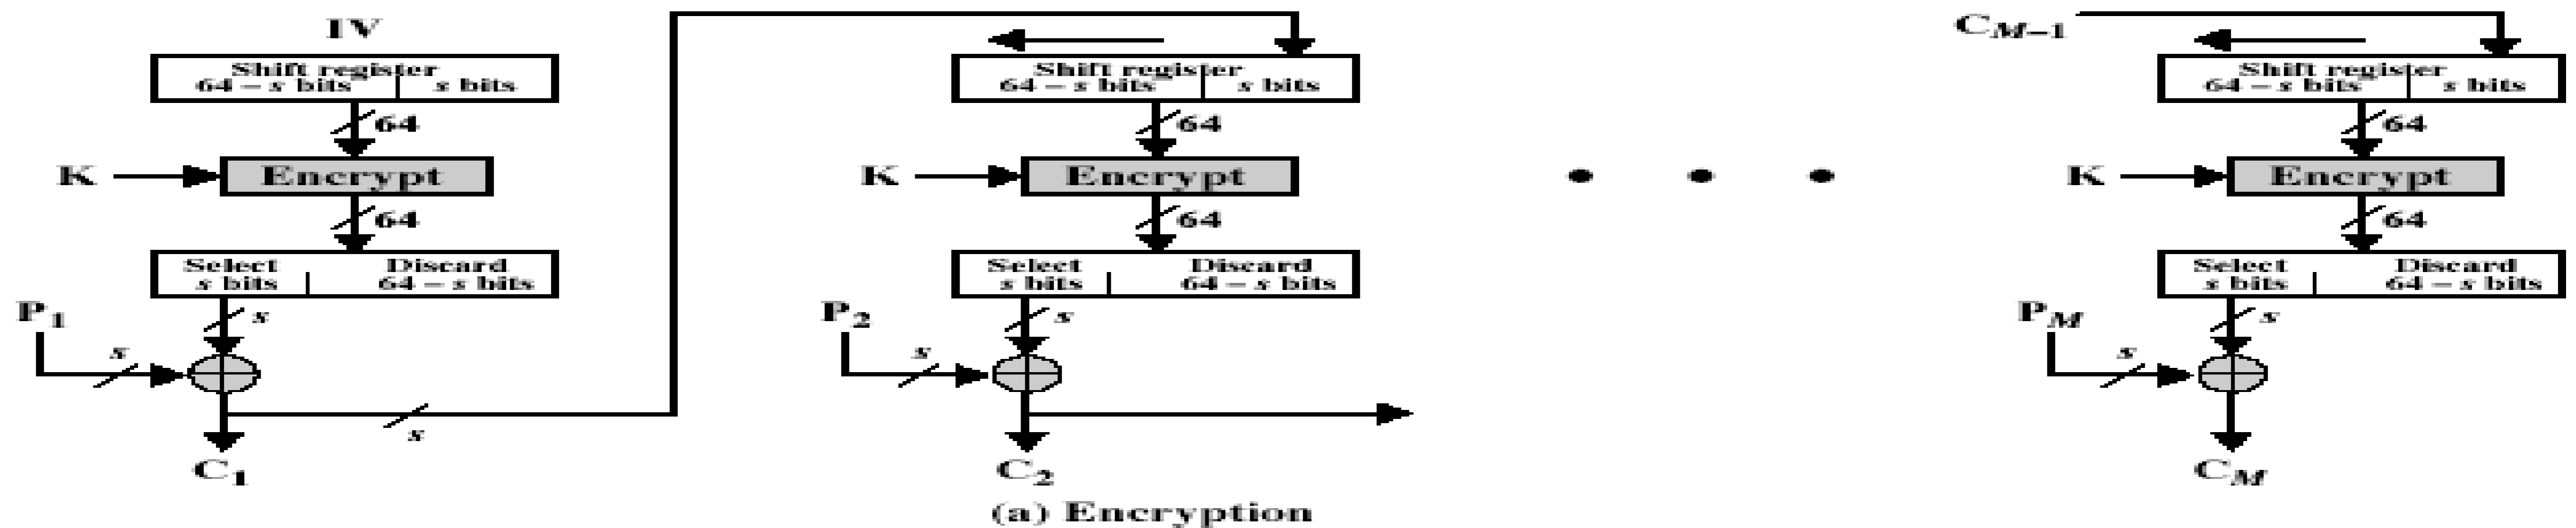 IV
Shift register
64 – s bits
s bits
64
K
Encrypt
64
Select
s bits
Discard
64 – s bits
P1
s
s
s
C1
Shift register
64 – s bits
s bits
64
K
Encrypt
64
Select
s bits
Discard
64 – s bits
P2
s
s
C2
CM–1
Shift register
64 – s bits
s bits
64
K
Encrypt
64
Select
s bits
Discard
64 – s bits
PM
s
s
CM
(a) Encryption